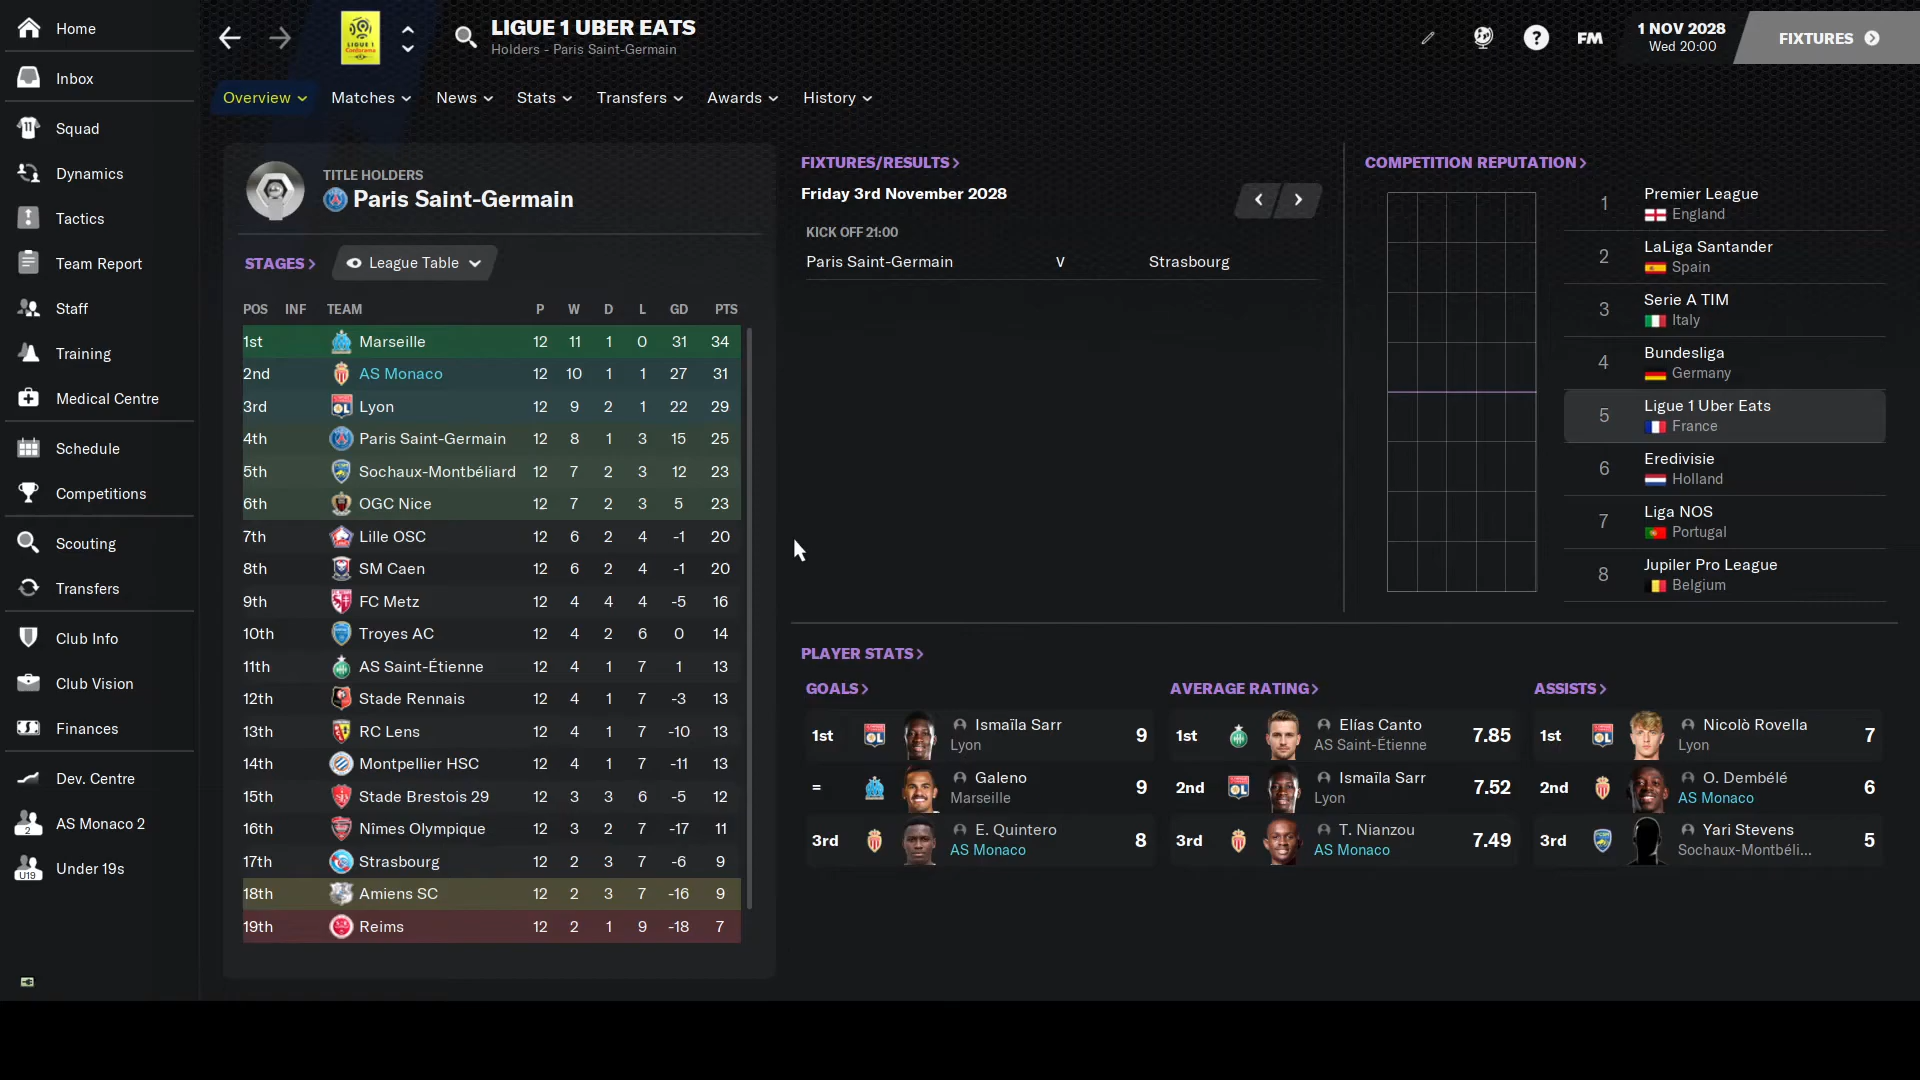 Home
Inbox
Squad
Dynamics
Tactics
Team Report
Staff
Training
Medical Centre
Schedule
Competitions
Scouting
Transfers
Club Info
Club Vision
Finances
Dev. Centre
AS Monaco 2
Under 19s
LIGUE 1 UBER EATS
Holders - Paris Saint-Germain
FM
1 NOV 2028
Wed 20:00
FIXTURES
Overview Matches News Stats Transfers Awards History
TITLE HOLDERS
Paris Saint-Germain
STAGES League Table
POS INF TEAM P W D L GD PTS
1st Marseille 12 11 1 0 31 34
2nd AS Monaco 12 10 1 1 27 31
3rd Lyon 12 9 2 1 22 29
4th Paris Saint-Germain 12 8 1 3 15 25
5th Sochaux-Montbéliard 12 7 2 3 12 23
6th OGC Nice 12 7 2 3 5 23
7th Lille OSC 12 6 2 4 -1 20
8th SM Caen 12 6 2 4 -1 20
9th FC Metz 12 4 4 4 -5 16
10th Troyes AC 12 4 2 6 0 14
11th AS Saint-Étienne 12 4 1 7 1 13
12th Stade Rennais 12 4 1 7 -3 13
13th RC Lens 12 4 1 7 -10 13
14th Montpellier HSC 12 4 1 7 -11 13
15th Stade Brestois 29 12 3 3 6 -5 12
16th Nîmes Olympique 12 3 2 7 -17 11
17th Strasbourg 12 2 3 7 -6 9
18th Amiens SC 12 2 3 7 -16 9
19th Reims 12 2 1 9 -18 7
FIXTURES/RESULTS
Friday 3rd November 2028
KICK OFF 21:00
Paris Saint-Germain V Strasbourg
COMPETITION REPUTATION
1 Premier League
England
2 LaLiga Santander
Spain
3 Serie A TIM
Italy
4 Bundesliga
Germany
5 Ligue 1 Uber Eats
France
6 Eredivisie
Holland
7 Liga NOS
Portugal
8 Jupiler Pro League
Belgium
PLAYER STATS
GOALS
1st Ismaïla Sarr 9
Lyon
= Galeno 9
Marseille
3rd E. Quintero 8
AS Monaco
AVERAGE RATING
1st Elías Canto 7.85
AS Saint-Étienne
2nd Ismaïla Sarr 7.52
Lyon
3rd T. Nianzou 7.49
AS Monaco
ASSISTS
1st Nicolò Rovella 7
Lyon
2nd O. Dembélé 6
AS Monaco
3rd Yari Stevens 5
Sochaux-Montbéli...